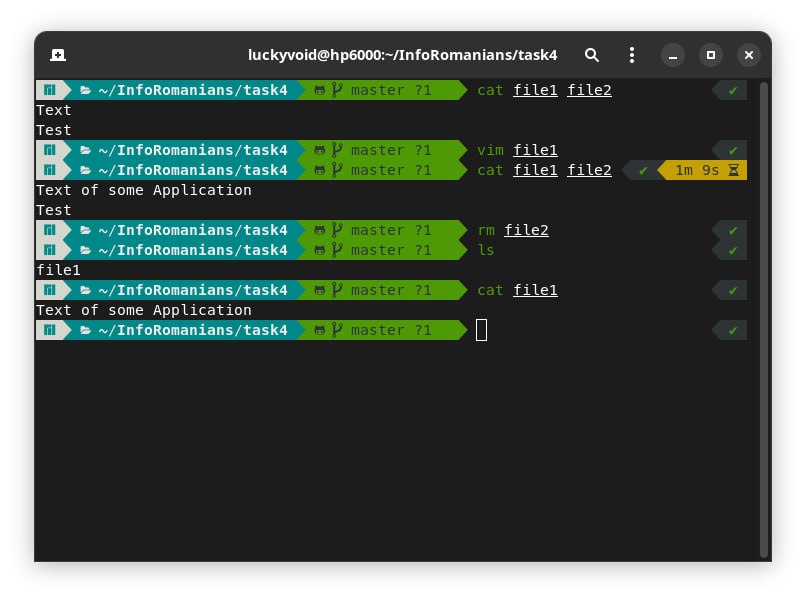 luckyvoid@hp6000:~/InfoRomanians/task4
~/InfoRomanians/task4 master ?1 cat file1 file2 ✔
Text
Test
~/InfoRomanians/task4 master ?1 vim file1 ✔
~/InfoRomanians/task4 master ?1 cat file1 file2 ✔ 1m 9s
Text of some Application
Test
~/InfoRomanians/task4 master ?1 rm file2 ✔
~/InfoRomanians/task4 master ?1 ls ✔
file1
~/InfoRomanians/task4 master ?1 cat file1 ✔
Text of some Application
~/InfoRomanians/task4 master ?1 ✔